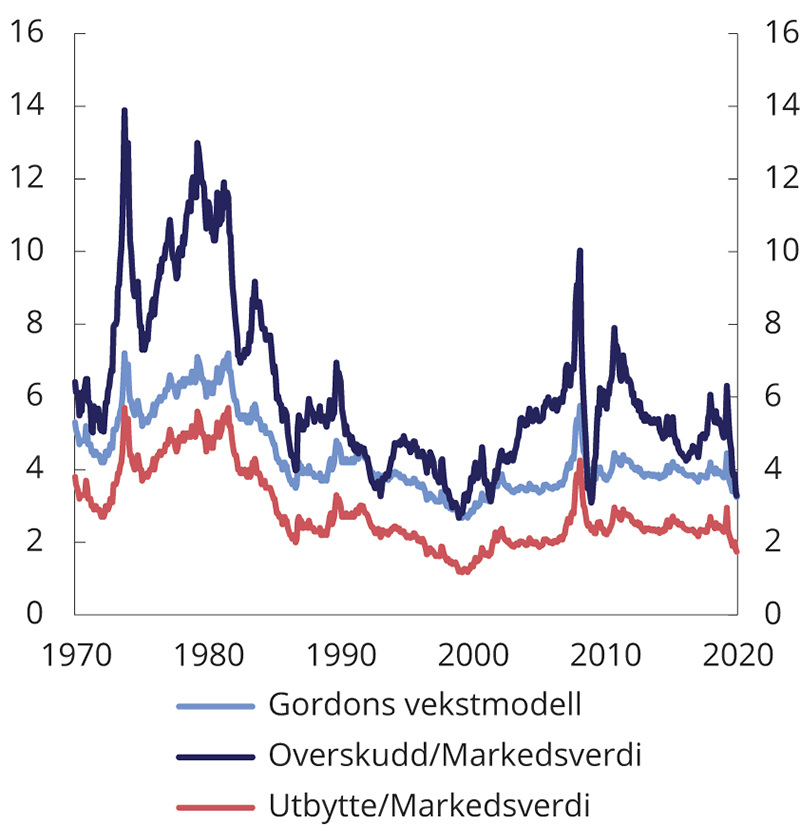 16 16
14 14
12 12
10 10
8 8
6 6
4 4
2 2
0 0
1970 1980 1990 2000 2010 2020
Gordons vekstmodell
Overskudd/Markedsverdi
Utbytte/Markedsverdi